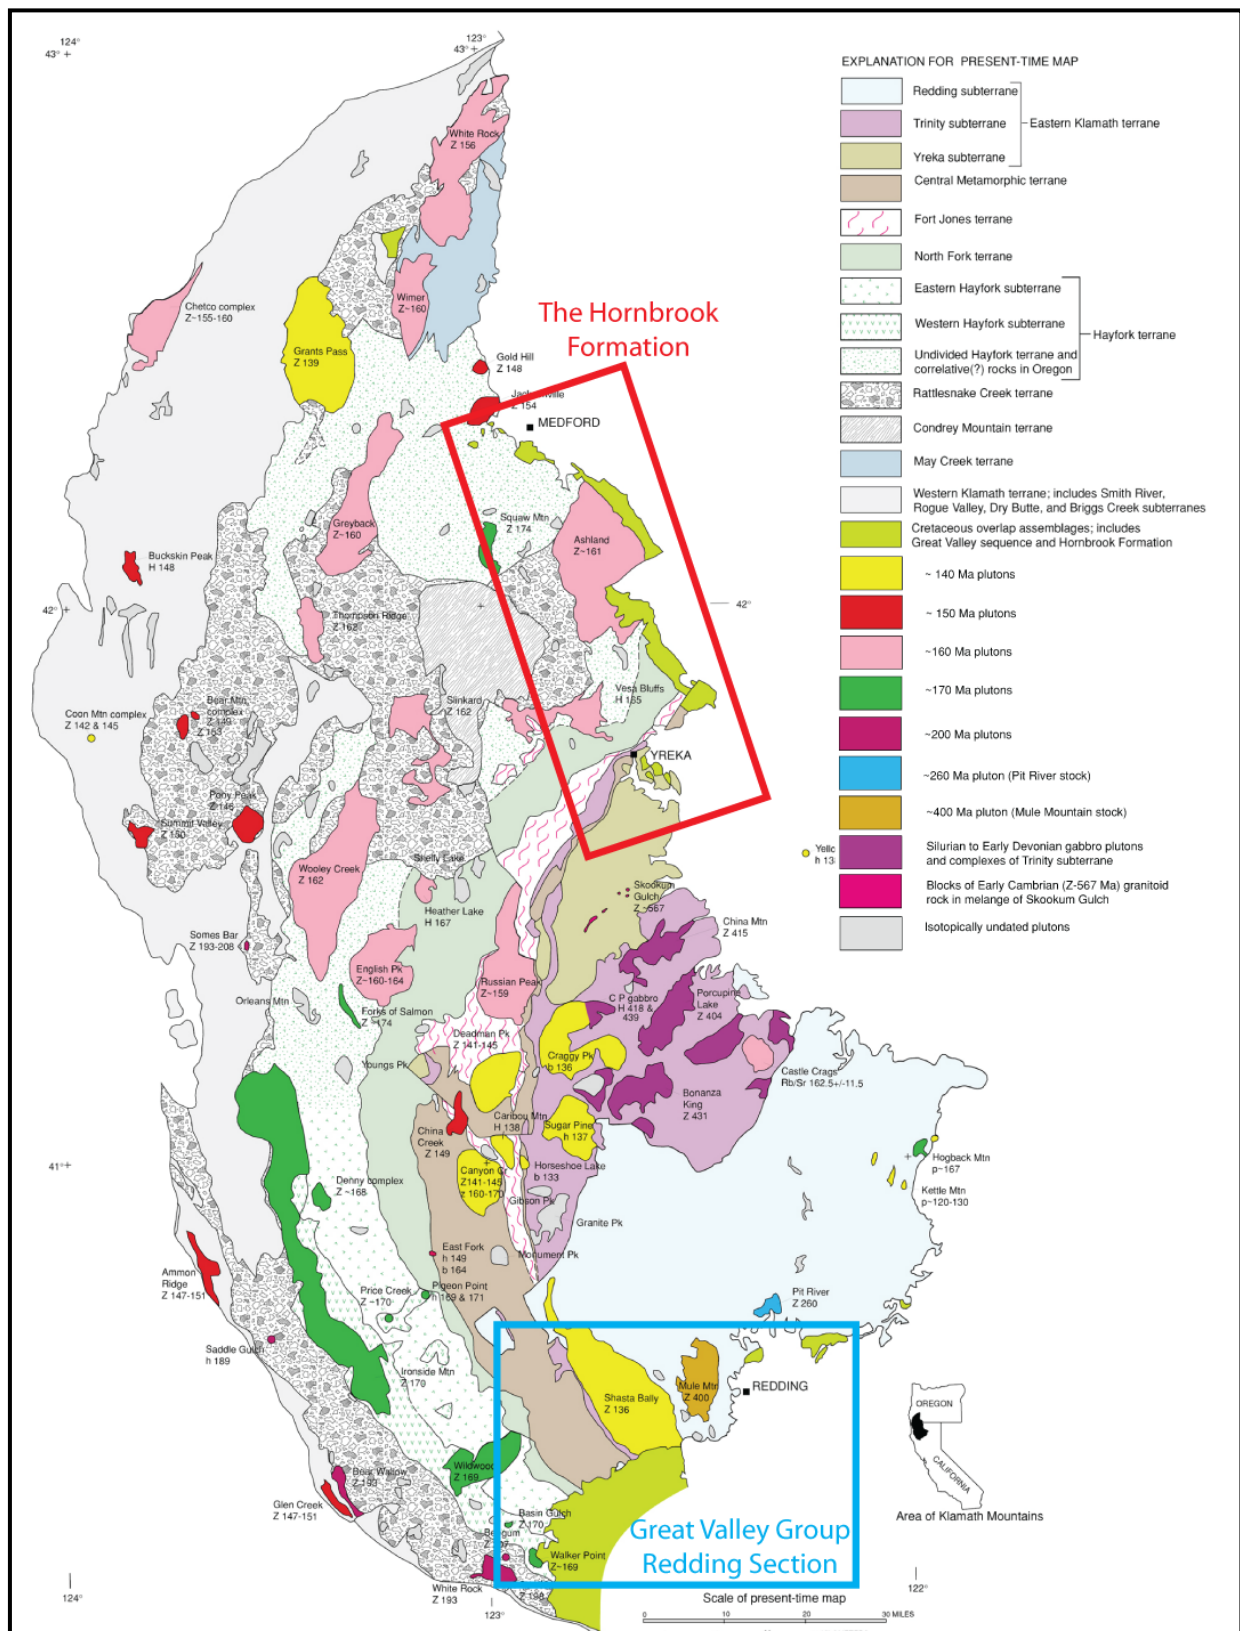 124°
43°
123°
43°
EXPLANATION FOR PRESENT-TIME MAP
Redding subterrane
Trinity subterrane
Eastern Klamath terrane
Yreka subterrane
Central Metamorphic terrane
Fort Jones terrane
North Fork terrane
Eastern Hayfork subterrane
Western Hayfork subterrane
Hayfork terrane
Undivided Hayfork terrane and
correlative(?) rocks in Oregon
Rattlesnake Creek terrane
Condrey Mountain terrane
May Creek terrane
Western Klamath terrane; includes Smith River,
Rogue Valley, Dry Butte, and Briggs Creek subterranes
Cretaceous overlap assemblages; includes
Great Valley sequence and Hornbrook Formation
~ 140 Ma plutons
~ 150 Ma plutons
~160 Ma plutons
~170 Ma plutons
~200 Ma plutons
~260 Ma pluton (Pit River stock)
~400 Ma pluton (Mule Mountain stock)
Silurian to Early Devonian gabbro plutons
and complexes of Trinity subterrane
Blocks of Early Cambrian (Z-567 Ma) granitoid
rock in melange of Skookum Gulch
Isotopically undated plutons
White Rock
Z 156
Chetco complex
Z~155-160
Wimer
Z~160
The Hornbrook
Formation
Grants Pass
Z 139
Gold Hill
Z 148
Z 154
MEDFORD
Greyback
Z~160
Squaw Mtn
Z 174
Ashland
Z~161
Buckskin Peak
H 148
42°
42°
Thompson Ridge
Z 162
Slinkard
Z 162
Vesa Bluffs
H 165
Bear Mtn
complex
Z 149
Z 153
Coon Mtn complex
Z 142 & 145
YREKA
Pony Peak
Z 146
Summit Valley
Z 150
Yellc
h 13
Shelly Lake
Wooley Creek
Z 162
Heather Lake
H 167
Skookum
Gulch
Z ~567
China Mtn
Z 415
Somes Bar
Z 193-208
English Pk
Z~160-164
Russian Peak
Z~159
Orleans Mtn
Forks of Salmon
Z ~174
C P gabbro
H 418 &
439
Porcupine
Lake
Z 404
Deadman Pk
Z 141-145
Youngs Pk
Craggy Pk
b 136
Castle Crags
Rb/Sr 162.5+/-11.5
Bonanza
King
Z 431
Caribou Mtn
H 138
Sugar Pine
h 137
China
Creek
Z 149
41°
Hogback Mtn
p~167
Canyon Cr
Z141-145
z 160-170
Horseshoe Lake
b 133
Kettle Mtn
p~120-130
Denny complex
Z ~168
Gibson Pk
Granite Pk
East Fork
h 149
b 164
Monument Pk
Ammon
Ridge
Z 147-151
Pigeon Point
h 169 & 171
Price Creek
Z ~170
Pit River
Z 260
Saddle Gulch
h 189
Ironside Mtn
Z 170
Shasta Bally
Z 136
Mule Mtn
Z 400
REDDING
OREGON
CALIFORNIA
Area of Klamath Mountains
Wildwood
Z 169
Bear Wallow
Z 193
Glen Creek
Z 147-151
Basin Gulch
Z 170
Great Valley Group
Redding Section
Walker Point
Z~169
White Rock
Z 193
124°
123°
122°
Scale of present-time map
0 10 20 30 MILES